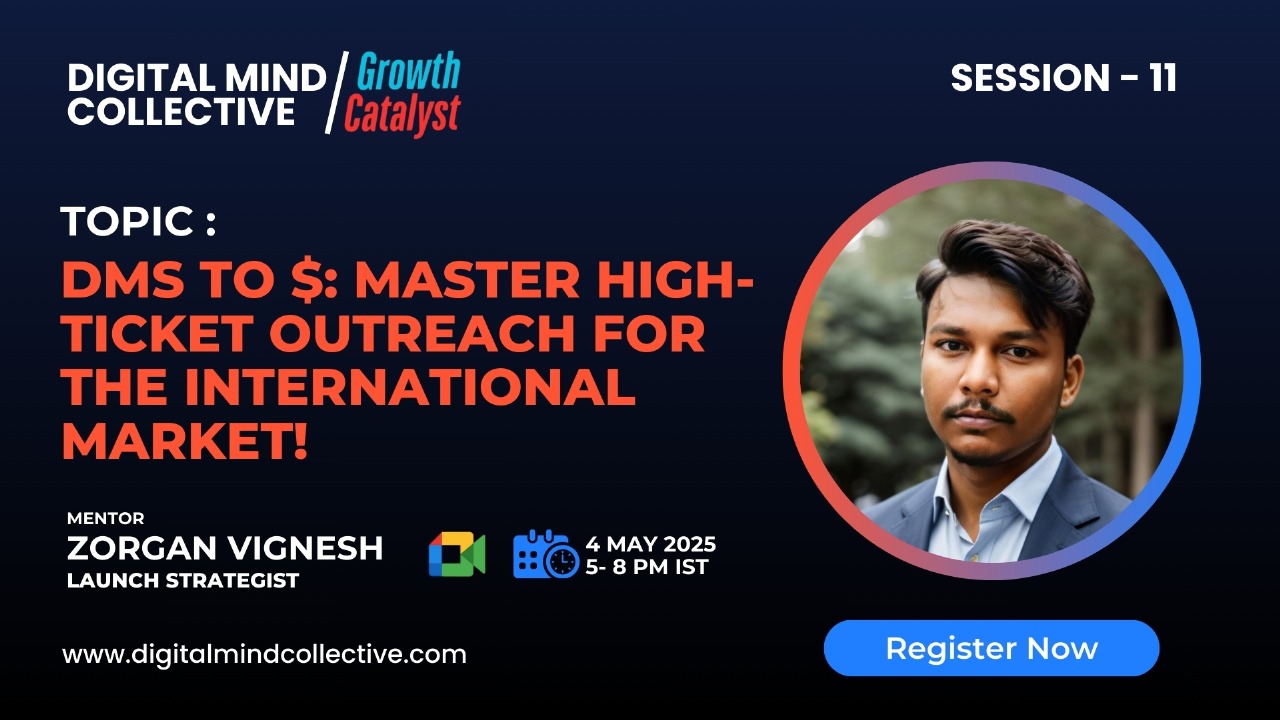 DIGITAL MIND
COLLECTIVE
Growth
Catalyst
SESSION - 11
TOPIC :
DMS TO $: MASTER HIGH-
TICKET OUTREACH FOR
THE INTERNATIONAL
MARKET!
MENTOR
ZORGAN VIGNESH
LAUNCH STRATEGIST
4 MAY 2025
5- 8 PM IST
www.digitalmindcollective.com
Register Now